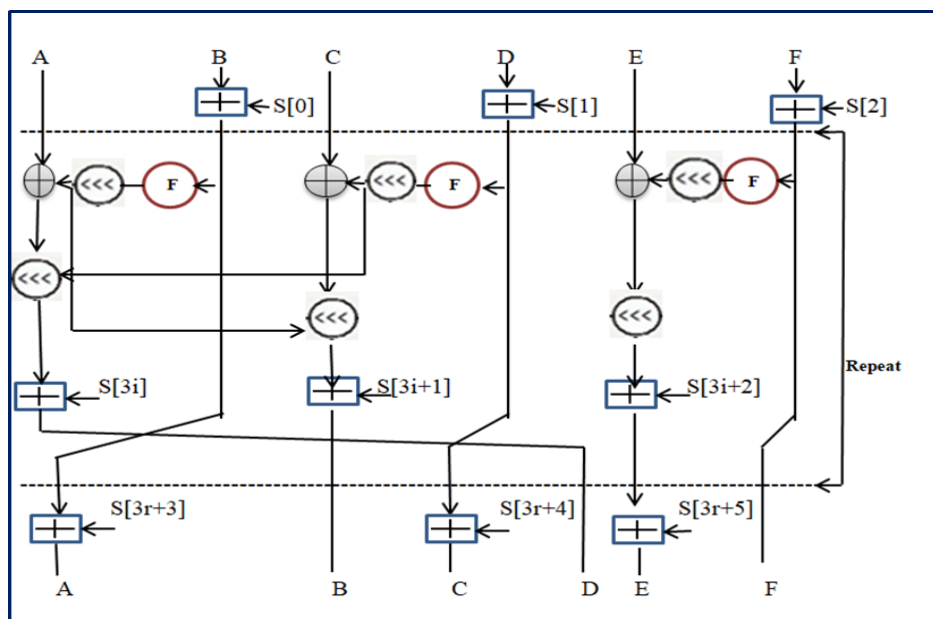 A B C D E F
S[0] S[1] S[2]
<<< F <<< F <<< F
<<<
<<< <<<
Repeat
S[3i] S[3i+1] S[3i+2]
S[3r+3] S[3r+4] S[3r+5]
A B C D E F